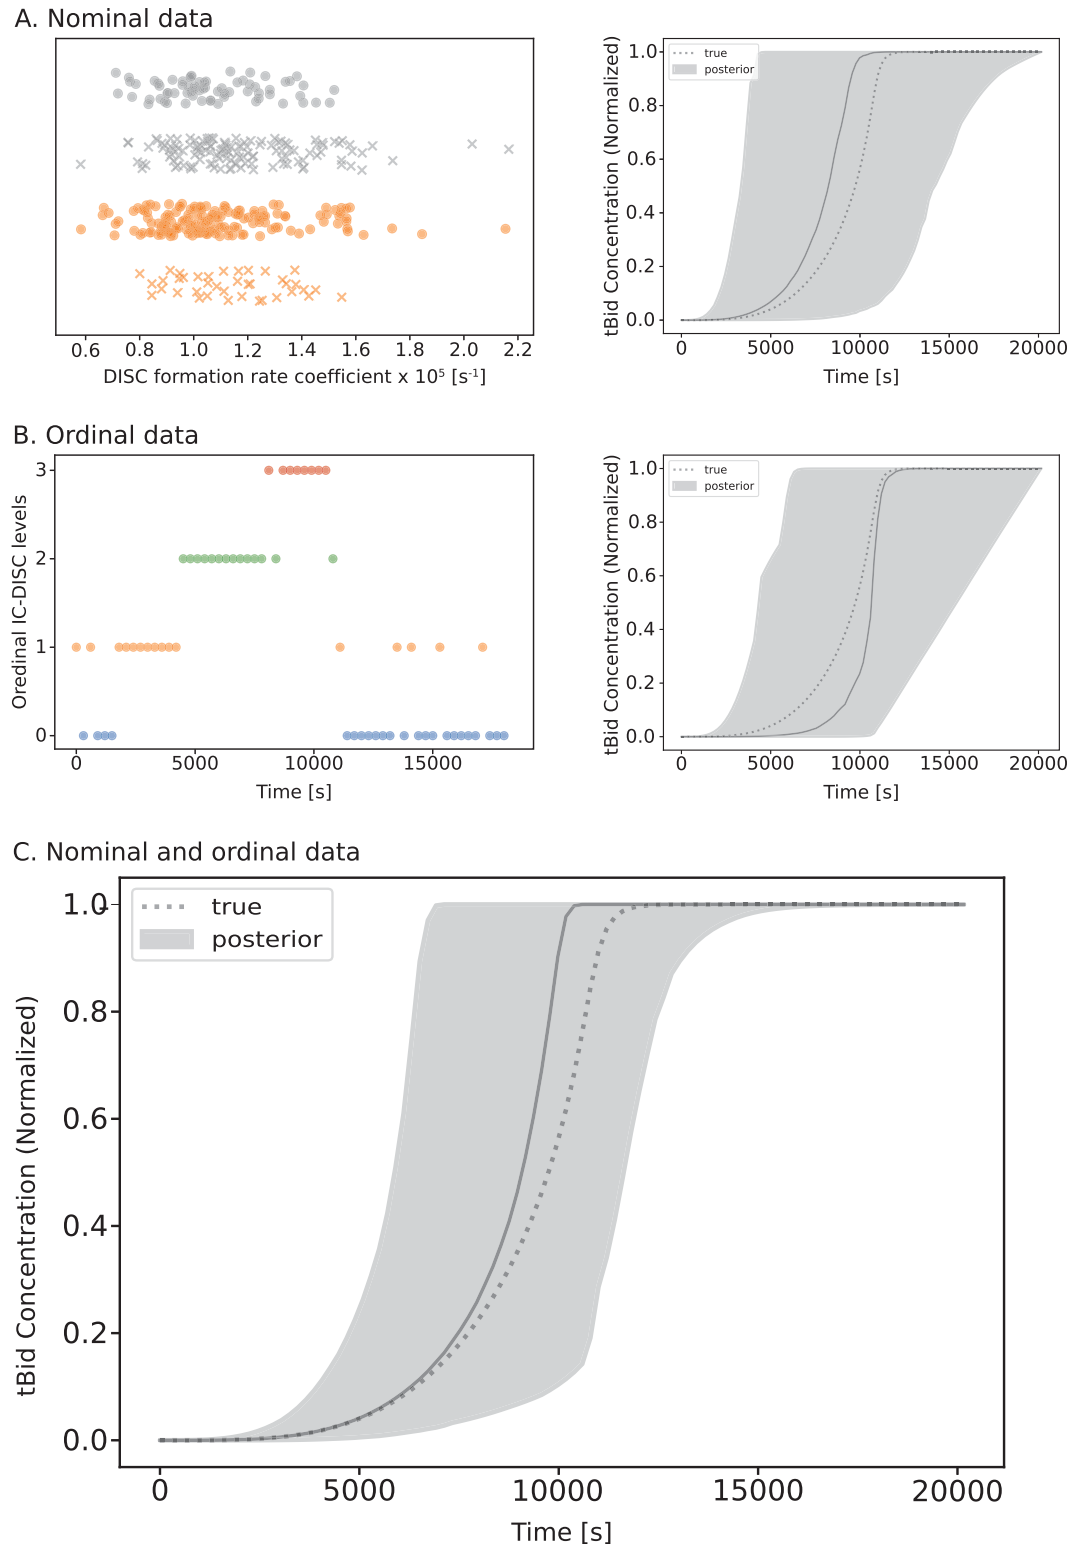 A. Nominal data
0.6 0.8 1.0 1.2 1.4 1.6 1.8 2.0 2.2
DISC formation rate coefficient x 10⁵ [s⁻¹]
tBid Concentration (Normalized)
1.0
0.8
0.6
0.4
0.2
0.0
true
posterior
0 5000 10000 15000 20000
Time [s]
B. Ordinal data
Oredinal IC-DISC levels
3
2
1
0
0 5000 10000 15000
Time [s]
tBid Concentration (Normalized)
1.0
0.8
0.6
0.4
0.2
0.0
true
posterior
0 5000 10000 15000 20000
Time [s]
C. Nominal and ordinal data
tBid Concentration (Normalized)
1.0
0.8
0.6
0.4
0.2
0.0
true
posterior
0 5000 10000 15000 20000
Time [s]